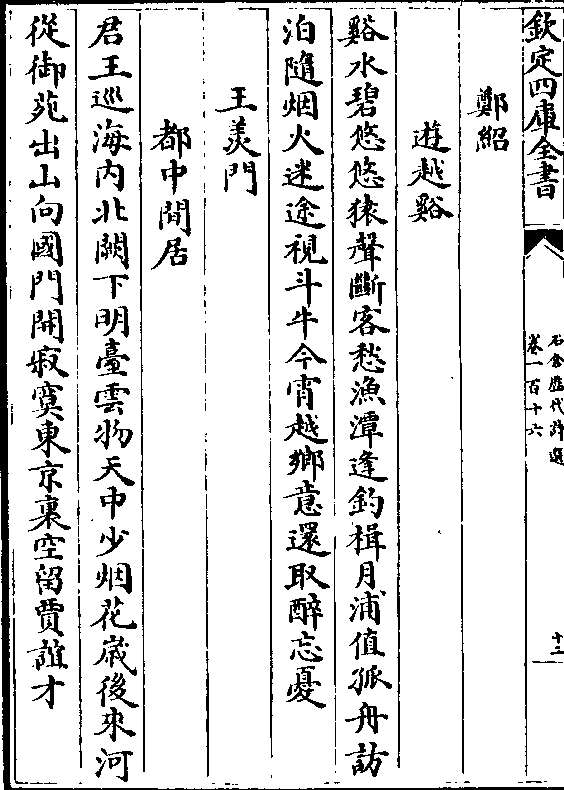 欽定四庫全書
石倉歷代詩選
卷一百十六
十三
鄭紹
遊越谿
谿水碧悠悠猿聲斷客愁漁潭逢釣楫月浦值孤舟訪
泊隨烟火迷途視斗牛今宵越鄉意還取醉忘憂
王羡門
都中閒居
君王巡海内北闕下明臺雲物天中少烟花歲後來河
從御苑出山向國門開寂寞東京裏空留賈誼才